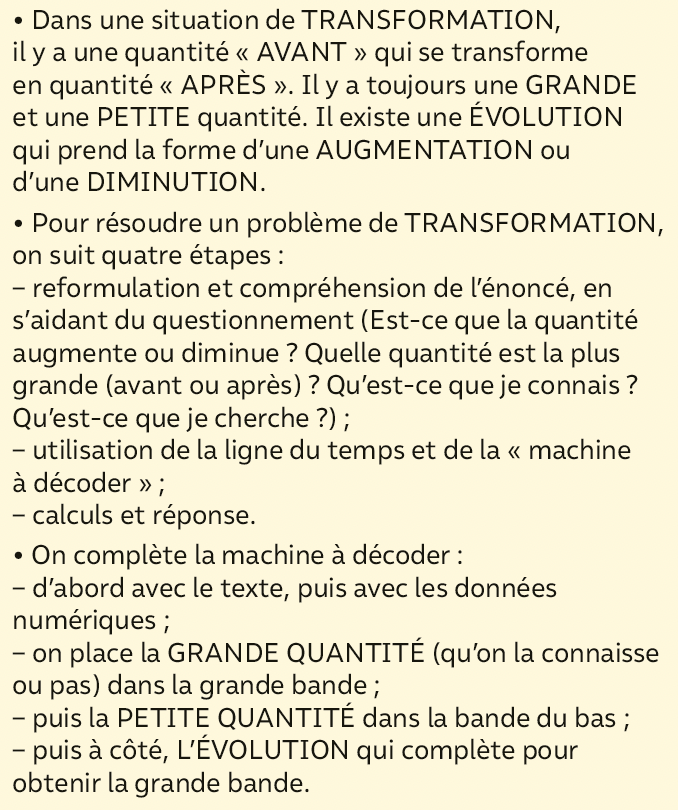 • Dans une situation de TRANSFORMATION,
il y a une quantité « AVANT » qui se transforme
en quantité « APRÈS ». Il y a toujours une GRANDE
et une PETITE quantité. Il existe une ÉVOLUTION
qui prend la forme d’une AUGMENTATION ou
d’une DIMINUTION.
• Pour résoudre un problème de TRANSFORMATION,
on suit quatre étapes :
– reformulation et compréhension de l’énoncé, en
s’aidant du questionnement (Est-ce que la quantité
augmente ou diminue ? Quelle quantité est la plus
grande (avant ou après) ? Qu’est-ce que je connais ?
Qu’est-ce que je cherche ?) ;
– utilisation de la ligne du temps et de la « machine
à décoder » ;
– calculs et réponse.
• On complète la machine à décoder :
– d’abord avec le texte, puis avec les données
numériques ;
– on place la GRANDE QUANTITÉ (qu’on la connaisse
ou pas) dans la grande bande ;
– puis la PETITE QUANTITÉ dans la bande du bas ;
– puis à côté, L’ÉVOLUTION qui complète pour
obtenir la grande bande.